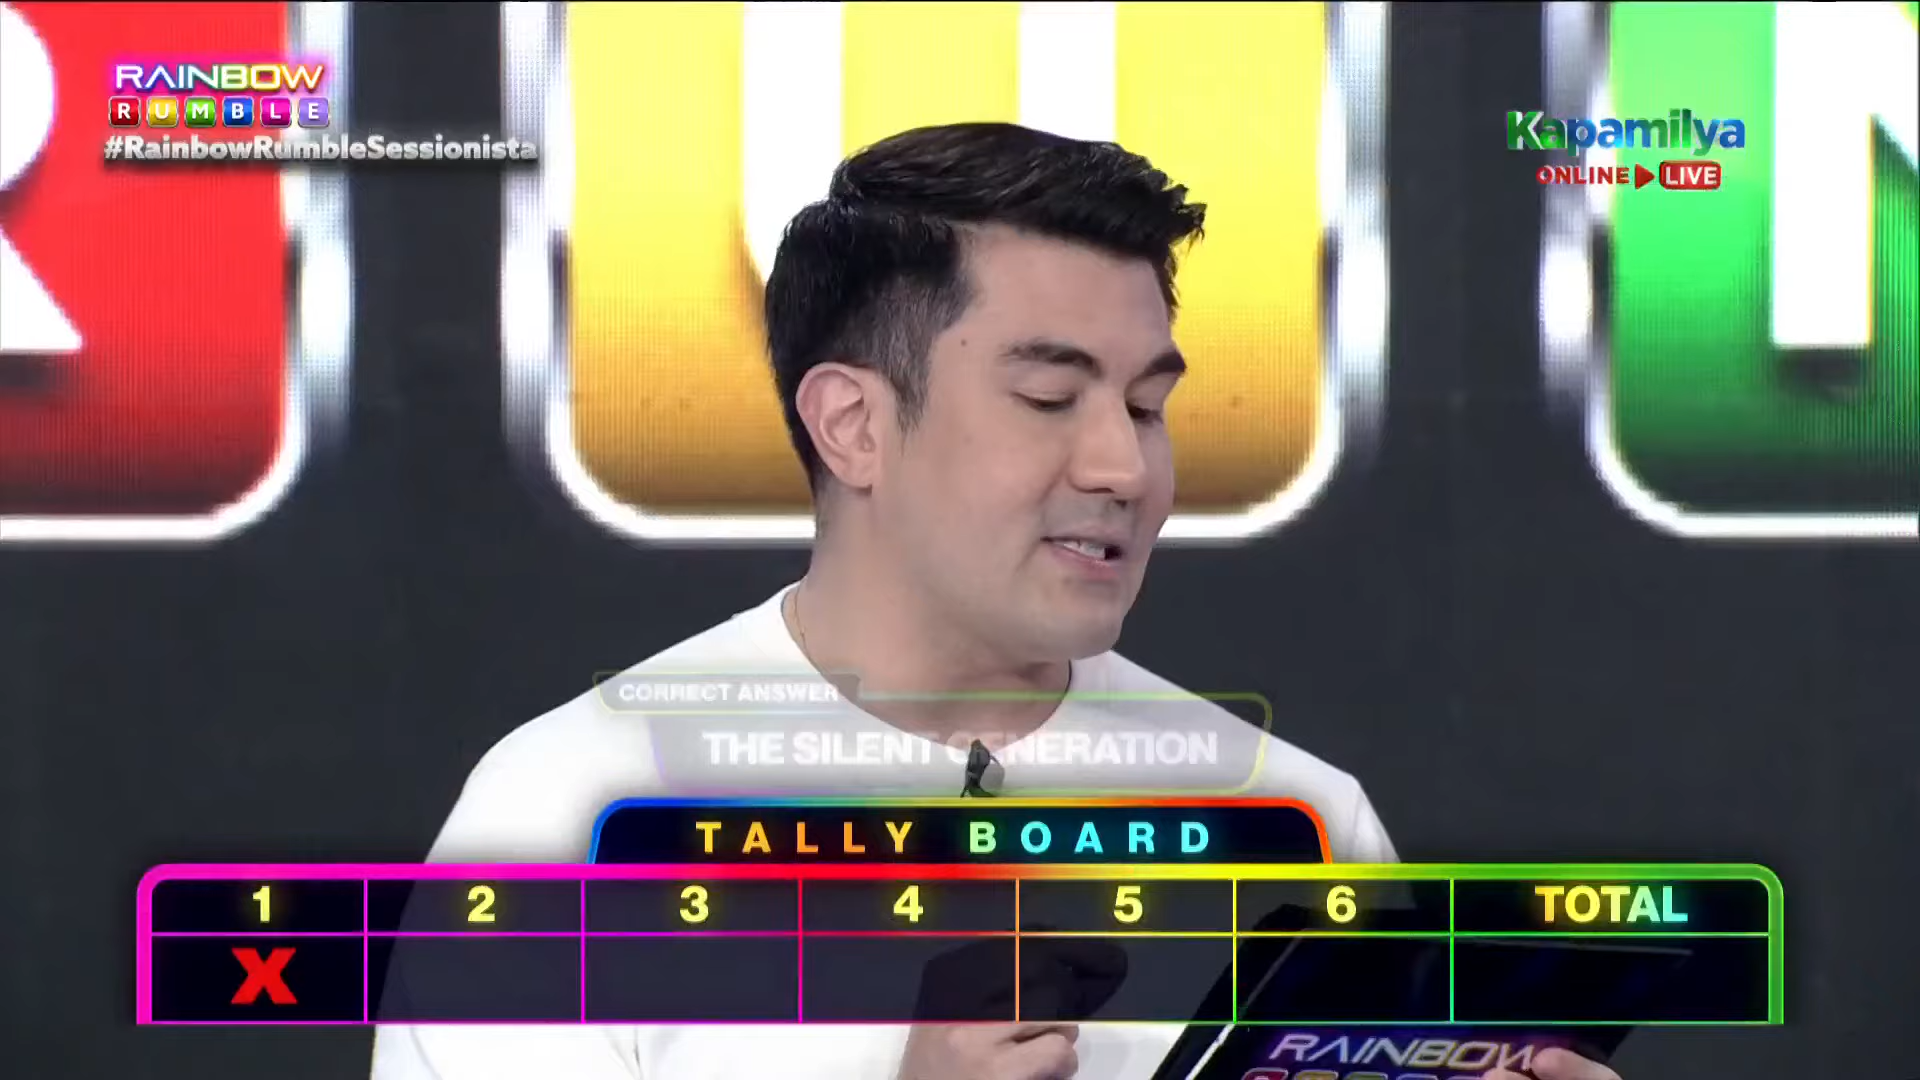 RAINBOW
RUMBLE
#RainbowRumbleSessionista
Kapamilya
ONLINE LIVE
R U
CORRECT ANSWER
THE SILENT GENERATION
TALLY BOARD
1 2 3 4 5 6 TOTAL
X
RAINBOW